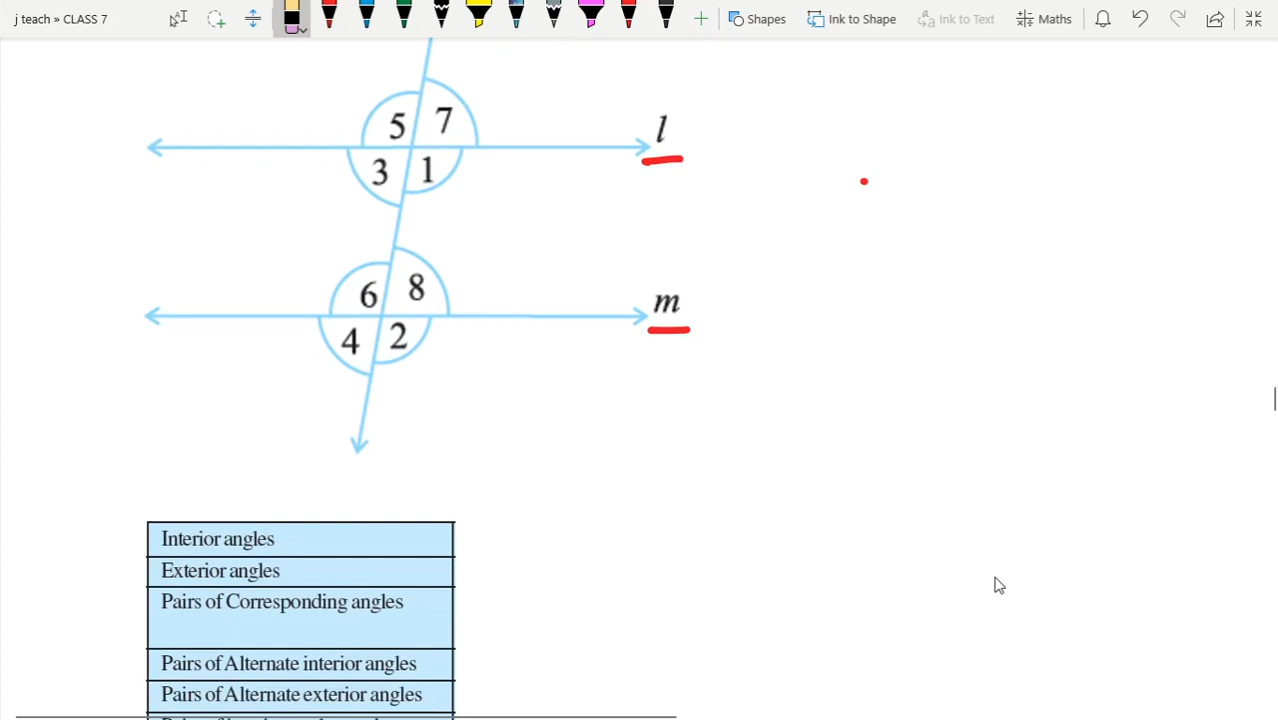 j teach » CLASS 7
Shapes
Ink to Shape
Ink to Text
Maths
5 7
l
3 1
6 8
m
4 2
Interior angles
Exterior angles
Pairs of Corresponding angles
Pairs of Alternate interior angles
Pairs of Alternate exterior angles